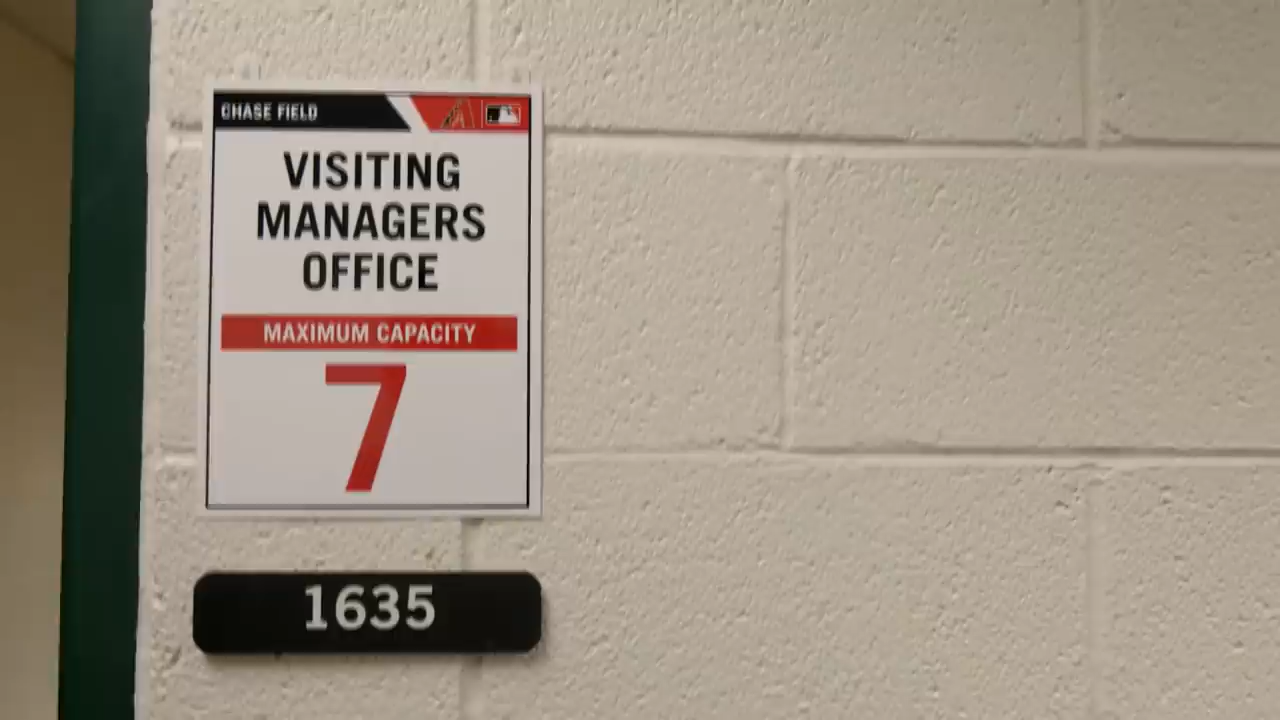 CHASE FIELD
VISITING
MANAGERS
OFFICE
MAXIMUM CAPACITY
7
1635